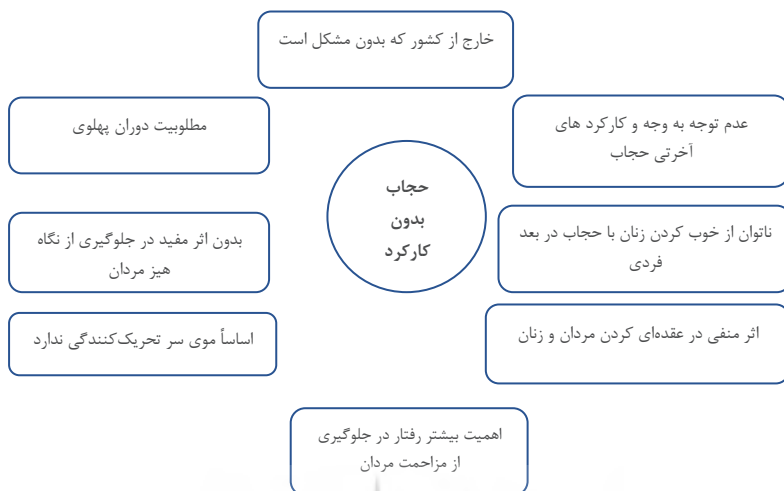 خارج از کشور که بدون مشکل است
عدم توجه به وجه و کارکرد های
آخرتی حجاب
مطلوبیت دوران پهلوی
حجاب
بدون
کارکرد
ناتوان از خوب کردن زنان با حجاب در بعد
فردی
بدون اثر مفید در جلوگیری از نگاه
هیز مردان
اثر منفی در عقده‌ای کردن مردان و زنان
اساساً موی سر تحریک‌کنندگی ندارد
اهمیت بیشتر رفتار در جلوگیری
از مزاحمت مردان